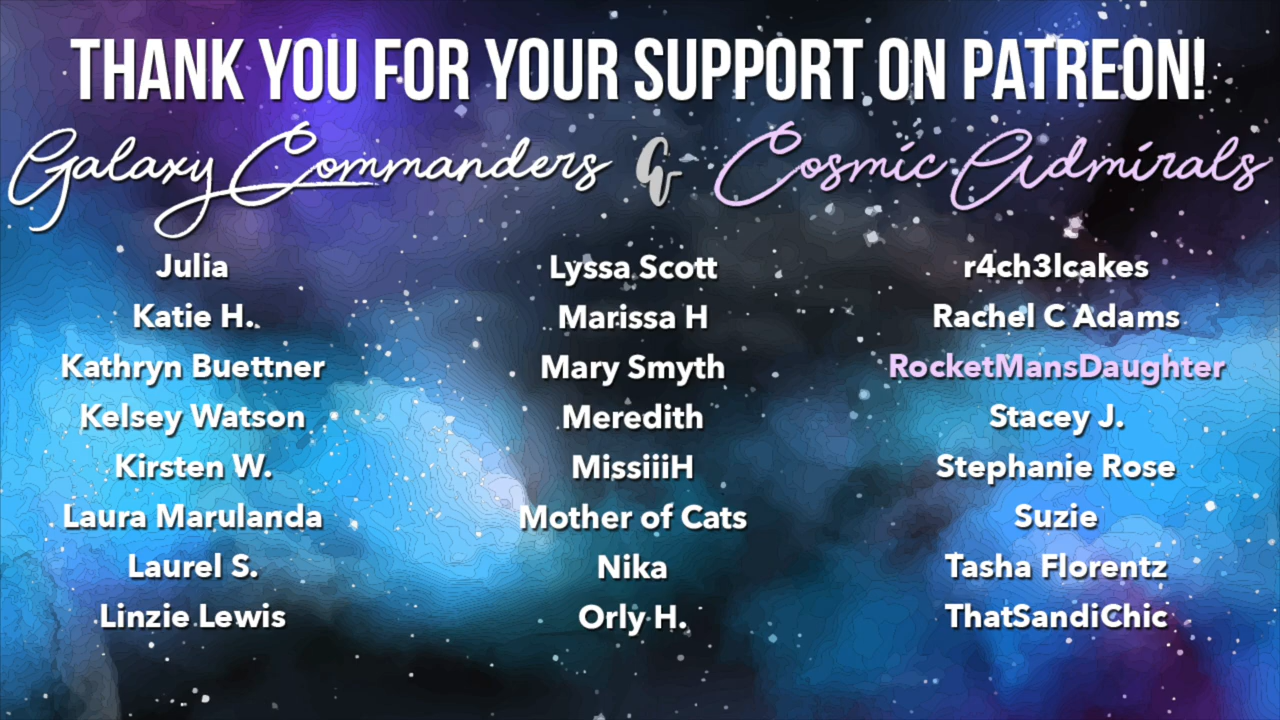 THANK YOU FOR YOUR SUPPORT ON PATREON!
Galaxy Commanders & Cosmic Admirals
Julia
Katie H.
Kathryn Buettner
Kelsey Watson
Kirsten W.
Laura Marulanda
Laurel S.
Linzie Lewis
Lyssa Scott
Marissa H
Mary Smyth
Meredith
MissiiiH
Mother of Cats
Nika
Orly H.
r4ch3lcakes
Rachel C Adams
RocketMansDaughter
Stacey J.
Stephanie Rose
Suzie
Tasha Florentz
ThatSandiChic